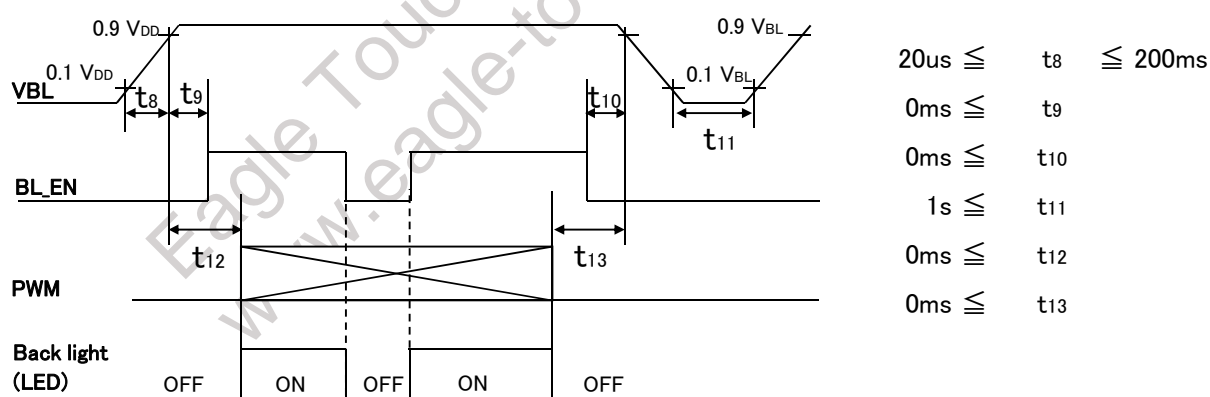 0.9 VDD
0.9 VBL
0.1 VDD
0.1 VBL
VBL
t8
t9
t10
t11
BL_EN
t12
t13
PWM
Back light
(LED)
OFF
ON
OFF
ON
OFF
20us ≦ t8 ≦ 200ms
0ms ≦ t9
0ms ≦ t10
1s ≦ t11
0ms ≦ t12
0ms ≦ t13
Eagle Touc
www.eagle-to